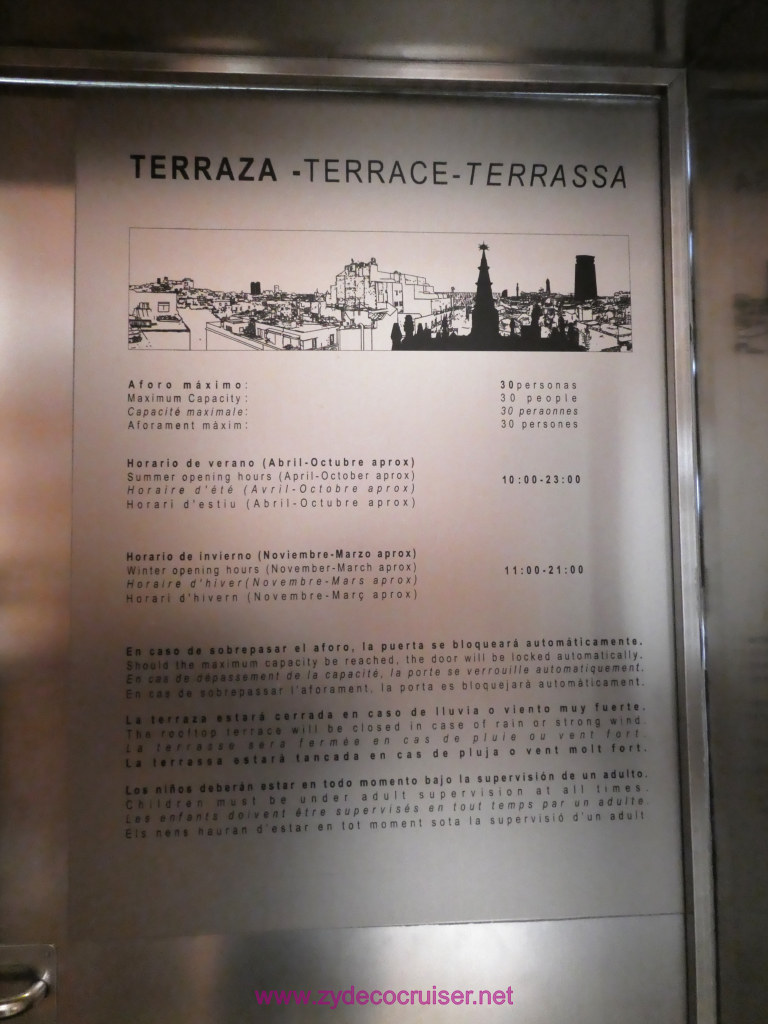 TERRAZA -TERRACE-TERRASSA
Aforo máximo: 30personas
Maximum Capacity: 30 people
Capacité maximale: 30 peraonnes
Aforament màxim: 30 persones
Horario de verano (Abril-Octubre aprox)
Summer opening hours (April-October aprox) 10:00-23:00
Horaire d'été (Avril-Octobre aprox)
Horari d'estiu (Abril-Octubre aprox)
Horario de invierno (Noviembre-Marzo aprox)
Winter opening hours (November-March aprox) 11:00-21:00
Horaire d'hiver(Novembre-Mars aprox)
Horari d'hivern (Novembre-Març aprox)
En caso de sobrepasar el aforo, la puerta se bloqueará automáticamente.
Should the maximum capacity be reached, the door will be locked automatically.
En cas de dépassement de la capacité, la porte se verrouille automatiquement.
En cas de sobrepassar l'aforament, la porta es bloquejarà automàticament.
La terraza estará cerrada en caso de lluvia o viento muy fuerte.
The rooftop terrace will be closed in case of rain or strong wind.
La terrasse sera fermée en cas de pluie ou vent fort.
La terrassa estará tancada en cas de pluja o vent molt fort.
Los niños deberán estar en todo momento bajo la supervisión de un adulto.
Children must be under adult supervision at all times.
Les enfants doivent être supervisés en tout temps par un adulte.
Els nens hauran d'estar en tot moment sota la supervisió d'un adult
www.zydecocruiser.net